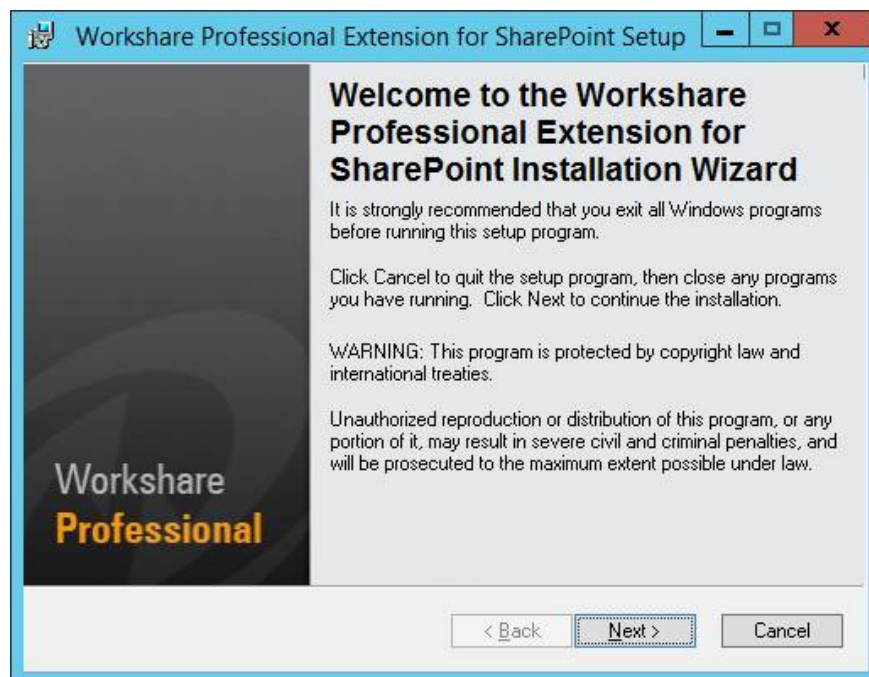 Workshare Professional Extension for SharePoint Setup
Welcome to the Workshare
Professional Extension for
SharePoint Installation Wizard
It is strongly recommended that you exit all Windows programs
before running this setup program.
Click Cancel to quit the setup program, then close any programs
you have running. Click Next to continue the installation.
WARNING: This program is protected by copyright law and
international treaties.
Unauthorized reproduction or distribution of this program, or any
portion of it, may result in severe civil and criminal penalties, and
will be prosecuted to the maximum extent possible under law.
Workshare
Professional
< Back Next > Cancel